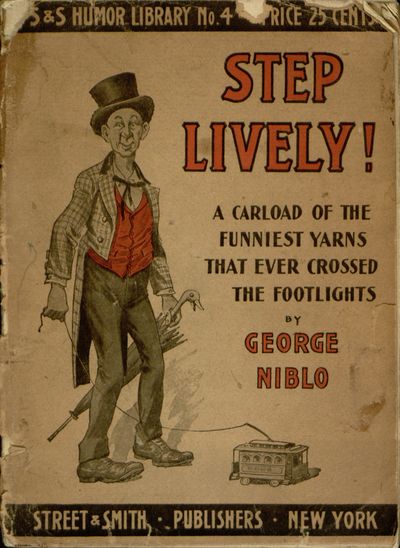 S & S HUMOR LIBRARY No. 4 PRICE 25 CENTS
STEP
LIVELY!
A CARLOAD OF THE
FUNNIEST YARNS
THAT EVER CROSSED
THE FOOTLIGHTS
BY
GEORGE
NIBLO
STREET & SMITH · PUBLISHERS · NEW YORK